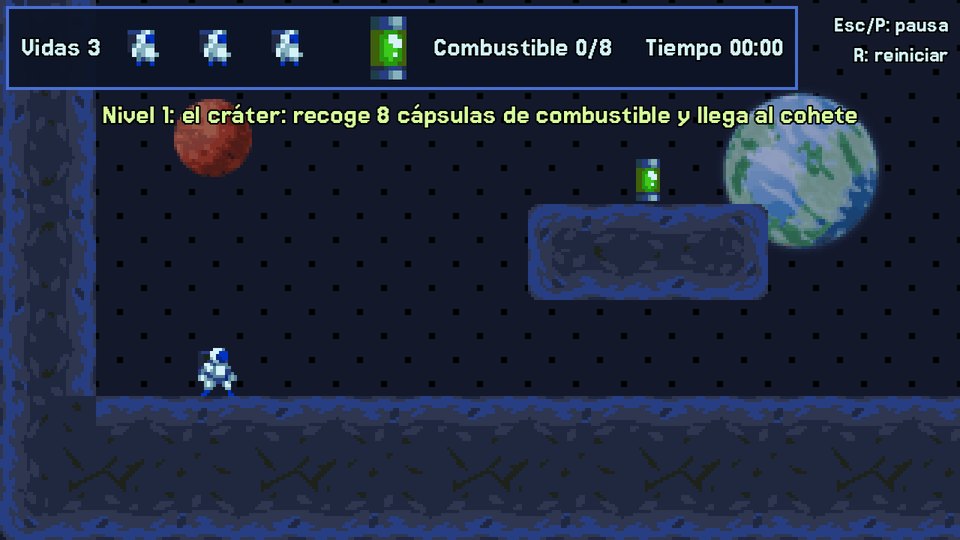 Vidas 3
Combustible 0/8
Tiempo 00:00
Esc/P: pausa
R: reiniciar
Nivel 1: el cráter: recoge 8 cápsulas de combustible y llega al cohete